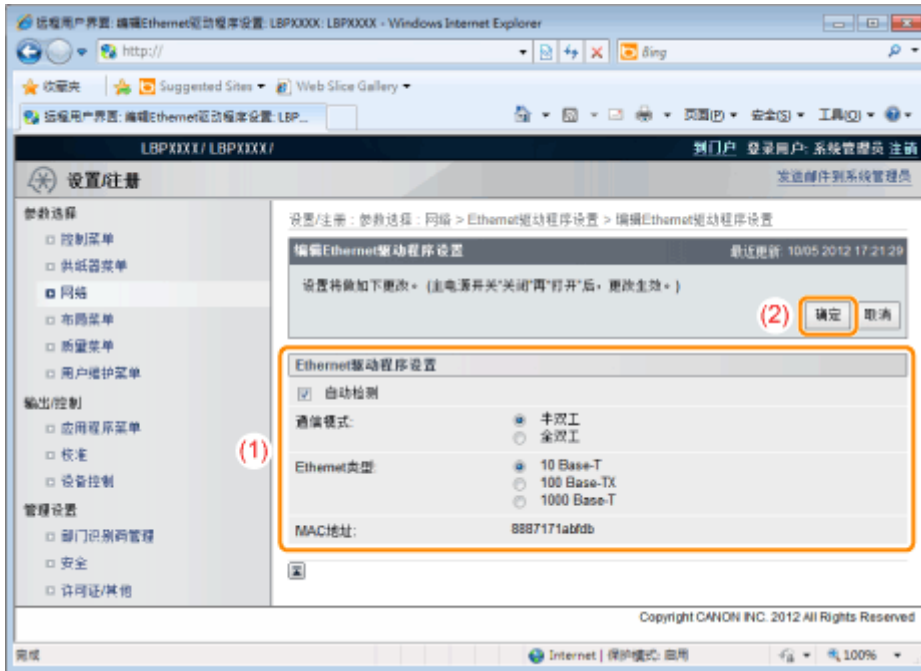 远程用户界面: 编辑Ethernet驱动程序设置: LBPXXXX: LBPXXXX - Windows Internet Explorer
http://
Bing
收藏夹 Suggested Sites Web Slice Gallery
远程用户界面: 编辑Ethernet驱动程序设置: LBP...
页面(P) 安全(S) 工具(O)
LBPXXXX / LBPXXXX /
到门户 登录用户: 系统管理员 注销
设置/注册
发送邮件到系统管理员
参数选择
控制菜单
供纸器菜单
网络
布局菜单
质量菜单
用户维护菜单
输出/控制
应用程序菜单
校准
设备控制
管理设置
部门识别码管理
安全
许可证/其他
设置/注册 : 参数选择 : 网络 > Ethernet驱动程序设置 > 编辑Ethernet驱动程序设置
编辑Ethernet驱动程序设置
最近更新: 10/05 2012 17:21:29
设置将做如下更改。(主电源开关“关闭”再“打开”后，更改生效。)
(2) 确定 取消
(1)
Ethernet驱动程序设置
自动检测
通信模式:
半双工
全双工
Ethernet类型:
10 Base-T
100 Base-TX
1000 Base-T
MAC地址:
8887171abfdb
Copyright CANON INC. 2012 All Rights Reserved
完成
Internet | 保护模式: 启用
100%